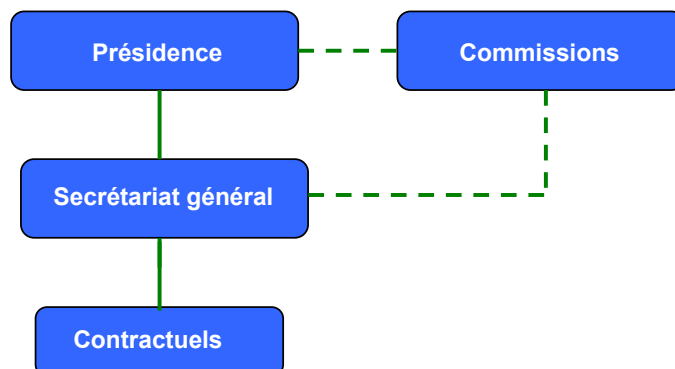 Présidence
Commissions
Secrétariat général
Contractuels